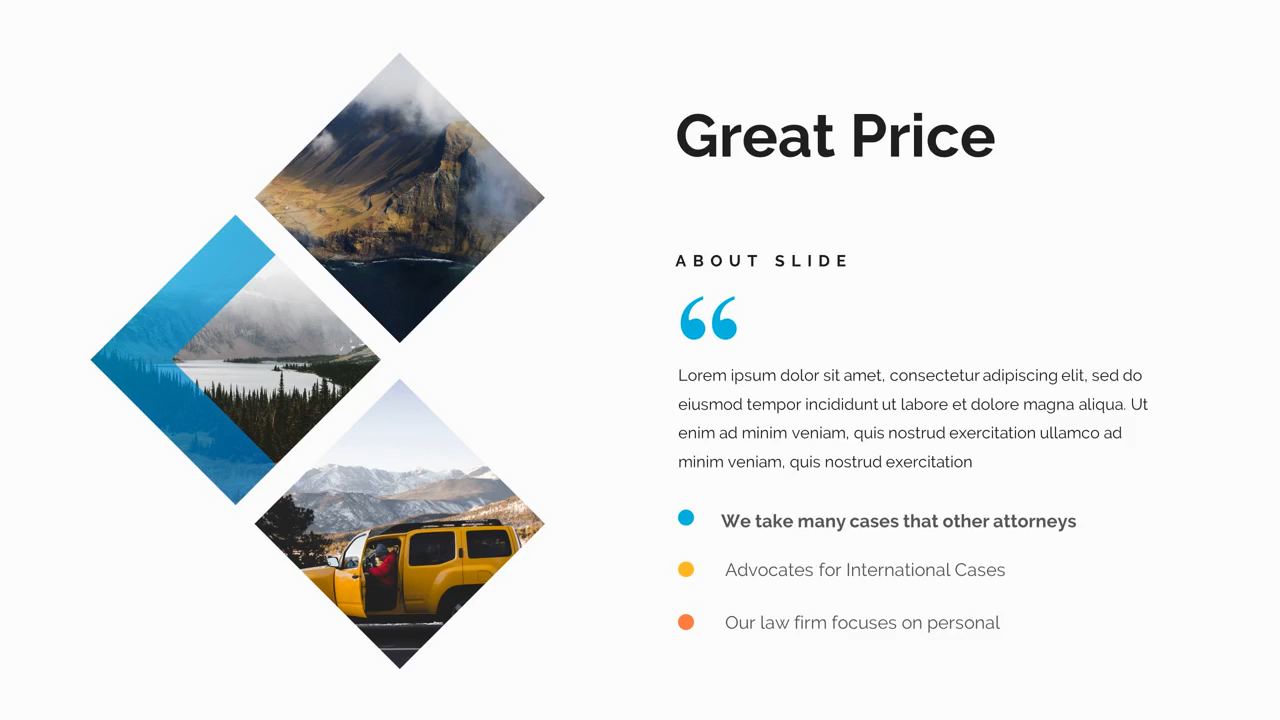 Great Price
ABOUT SLIDE
“
Lorem ipsum dolor sit amet, consectetur adipiscing elit, sed do
eiusmod tempor incididunt ut labore et dolore magna aliqua. Ut
enim ad minim veniam, quis nostrud exercitation ullamco ad
minim veniam, quis nostrud exercitation
We take many cases that other attorneys
Advocates for International Cases
Our law firm focuses on personal